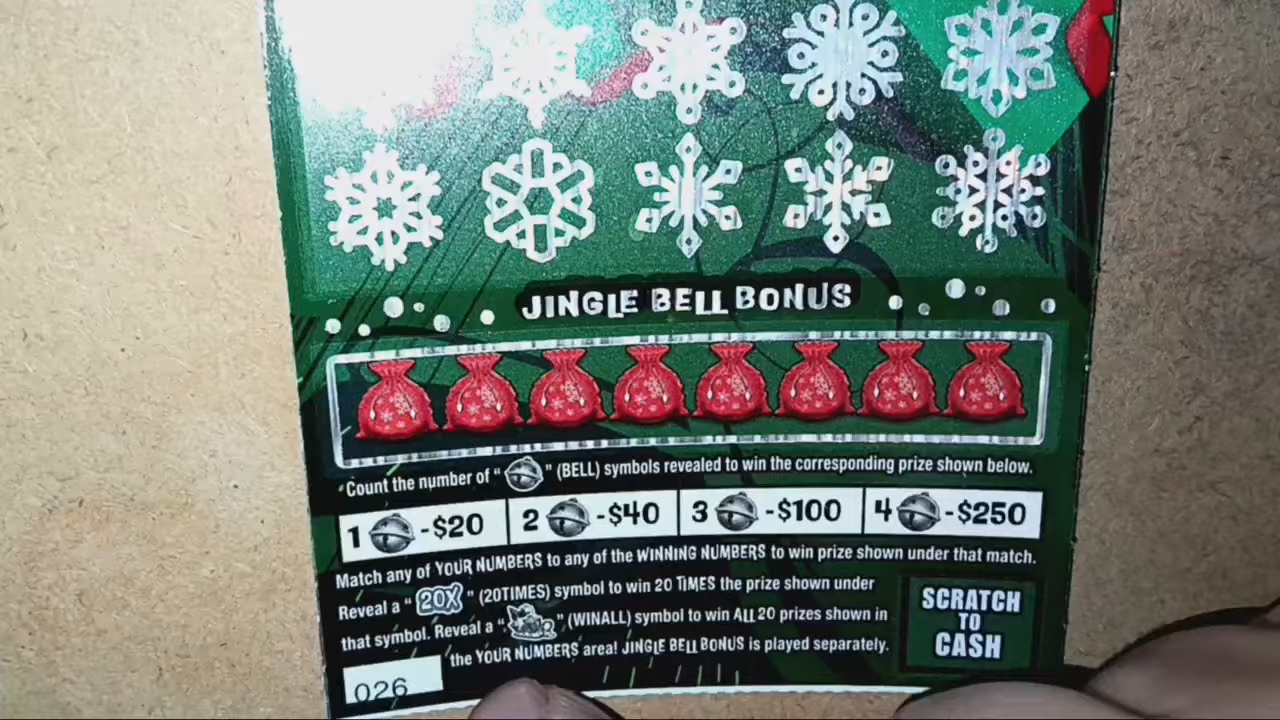 JINGLE BELL BONUS
Count the number of " " (BELL) symbols revealed to win the corresponding prize shown below.
1 -$20 2 -$40 3 -$100 4 -$250
Match any of YOUR NUMBERS to any of the WINNING NUMBERS to win prize shown under that match.
Reveal a "20X" (20TIMES) symbol to win 20 TIMES the prize shown under
that symbol. Reveal a " " (WINALL) symbol to win ALL 20 prizes shown in
the YOUR NUMBERS area! JINGLE BELL BONUS is played separately.
SCRATCH
TO
CASH
026